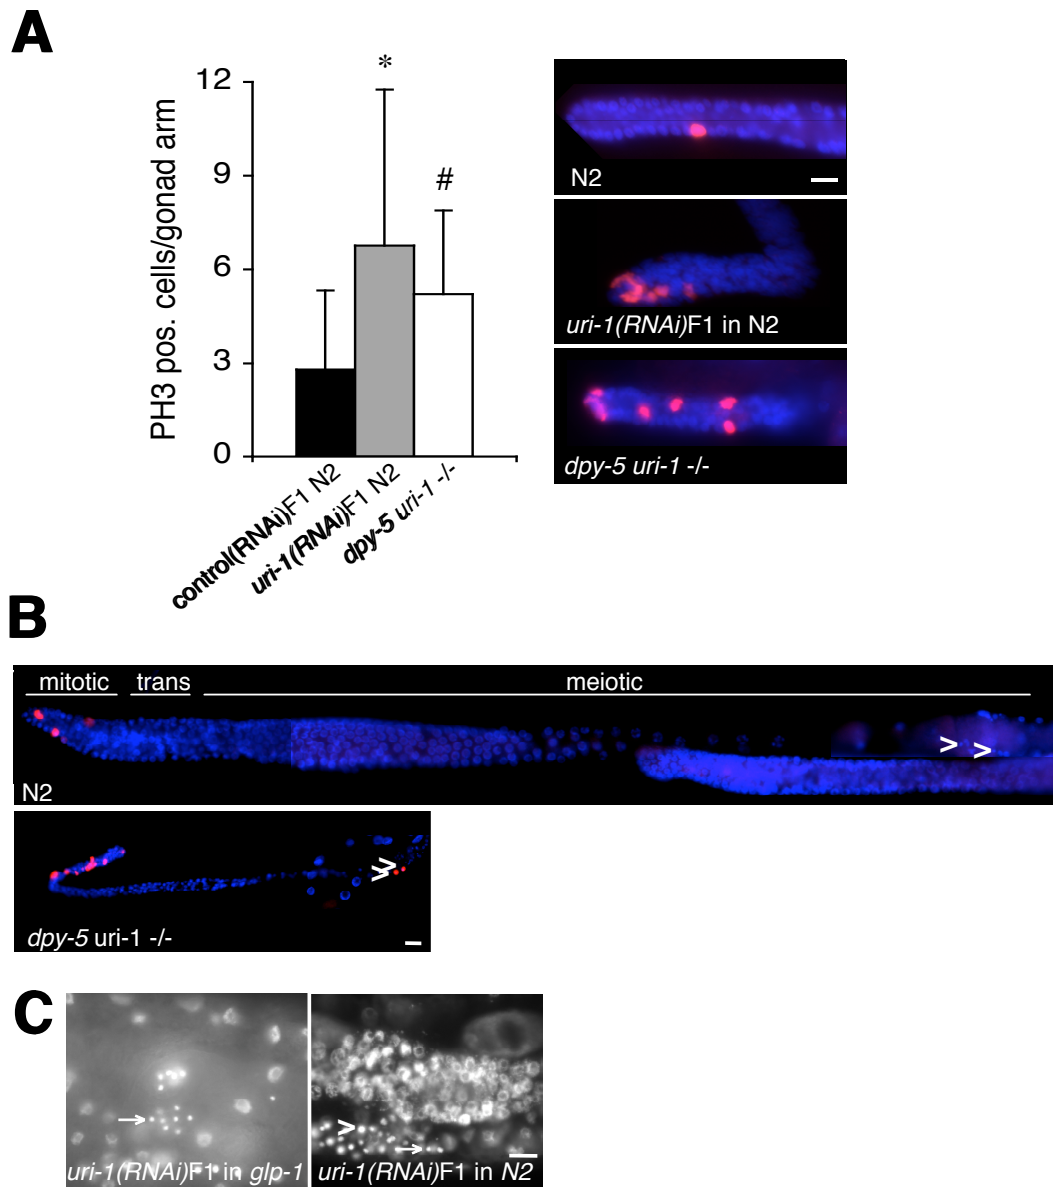 A
12
9
6
3
0
PH3 pos. cells/gonad arm
*
#
control(RNAi)F1 N2
uri-1(RNAi)F1 N2
dpy-5 uri-1 -/-
N2
uri-1(RNAi)F1 in N2
dpy-5 uri-1 -/-
B
mitotic trans meiotic
> >
N2
> >
dpy-5 uri-1 -/-
C
uri-1(RNAi)F1 in glp-1
>
uri-1(RNAi)F1 in N2